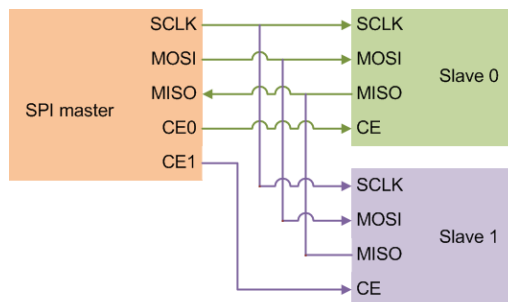 SPI master
SCLK
MOSI
MISO
CE0
CE1
SCLK
MOSI
MISO
CE
Slave 0
SCLK
MOSI
MISO
CE
Slave 1